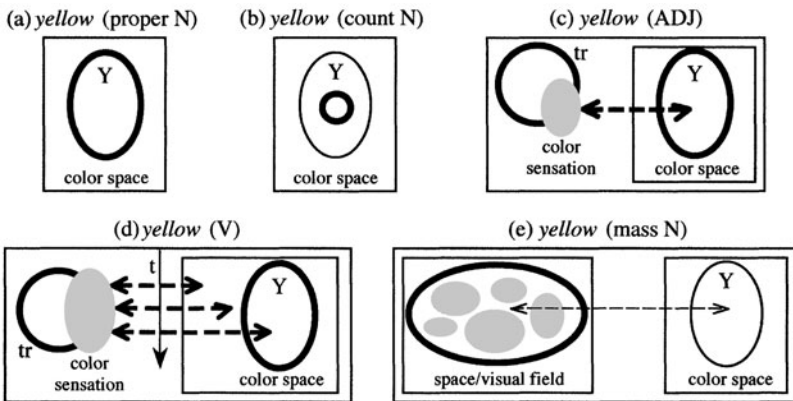 (a) yellow (proper N)
Y
color space
(b) yellow (count N)
Y
color space
(c) yellow (ADJ)
tr
color
sensation
Y
color space
(d) yellow (V)
t
tr
color
sensation
Y
color space
(e) yellow (mass N)
space/visual field
Y
color space